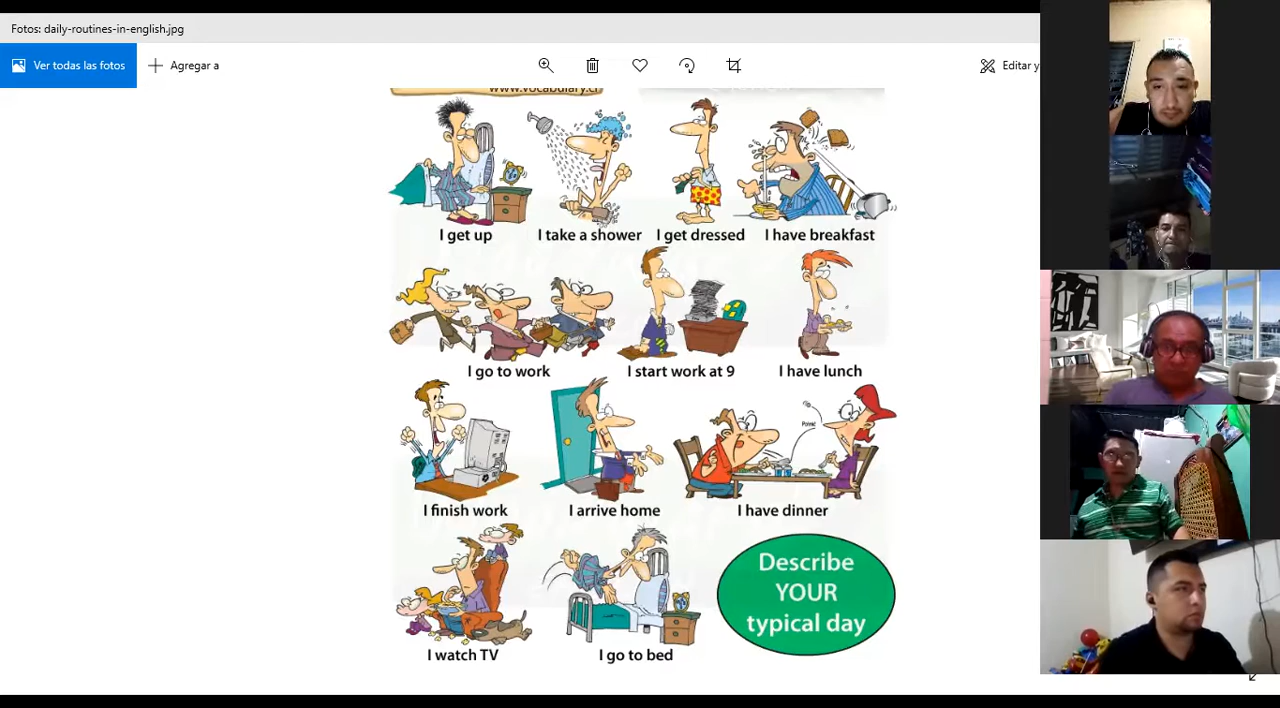 Fotos: daily-routines-in-english.jpg
Ver todas las fotos
Agregar a
Editar y
www.vocabulary.cl
I get up
I take a shower
I get dressed
I have breakfast
I go to work
I start work at 9
I have lunch
I finish work
I arrive home
I have dinner
I watch TV
I go to bed
Describe
YOUR
typical day